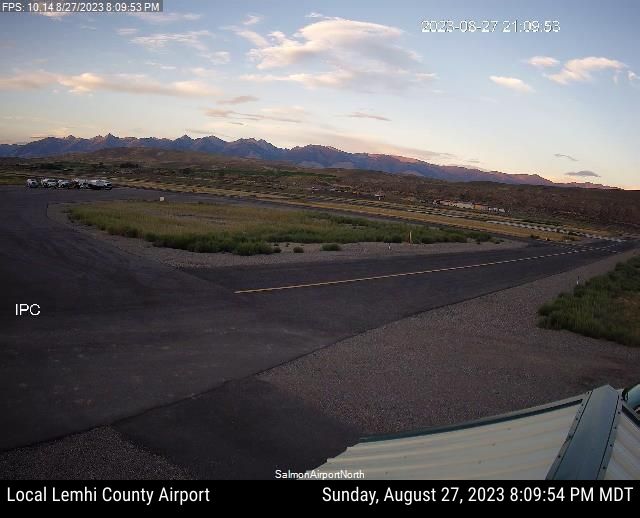 FPS: 10.14 8/27/2023 8:09:53 PM
2023-08-27 21:09:53
IPC
SalmonAirportNorth
Local Lemhi County Airport
Sunday, August 27, 2023 8:09:54 PM MDT